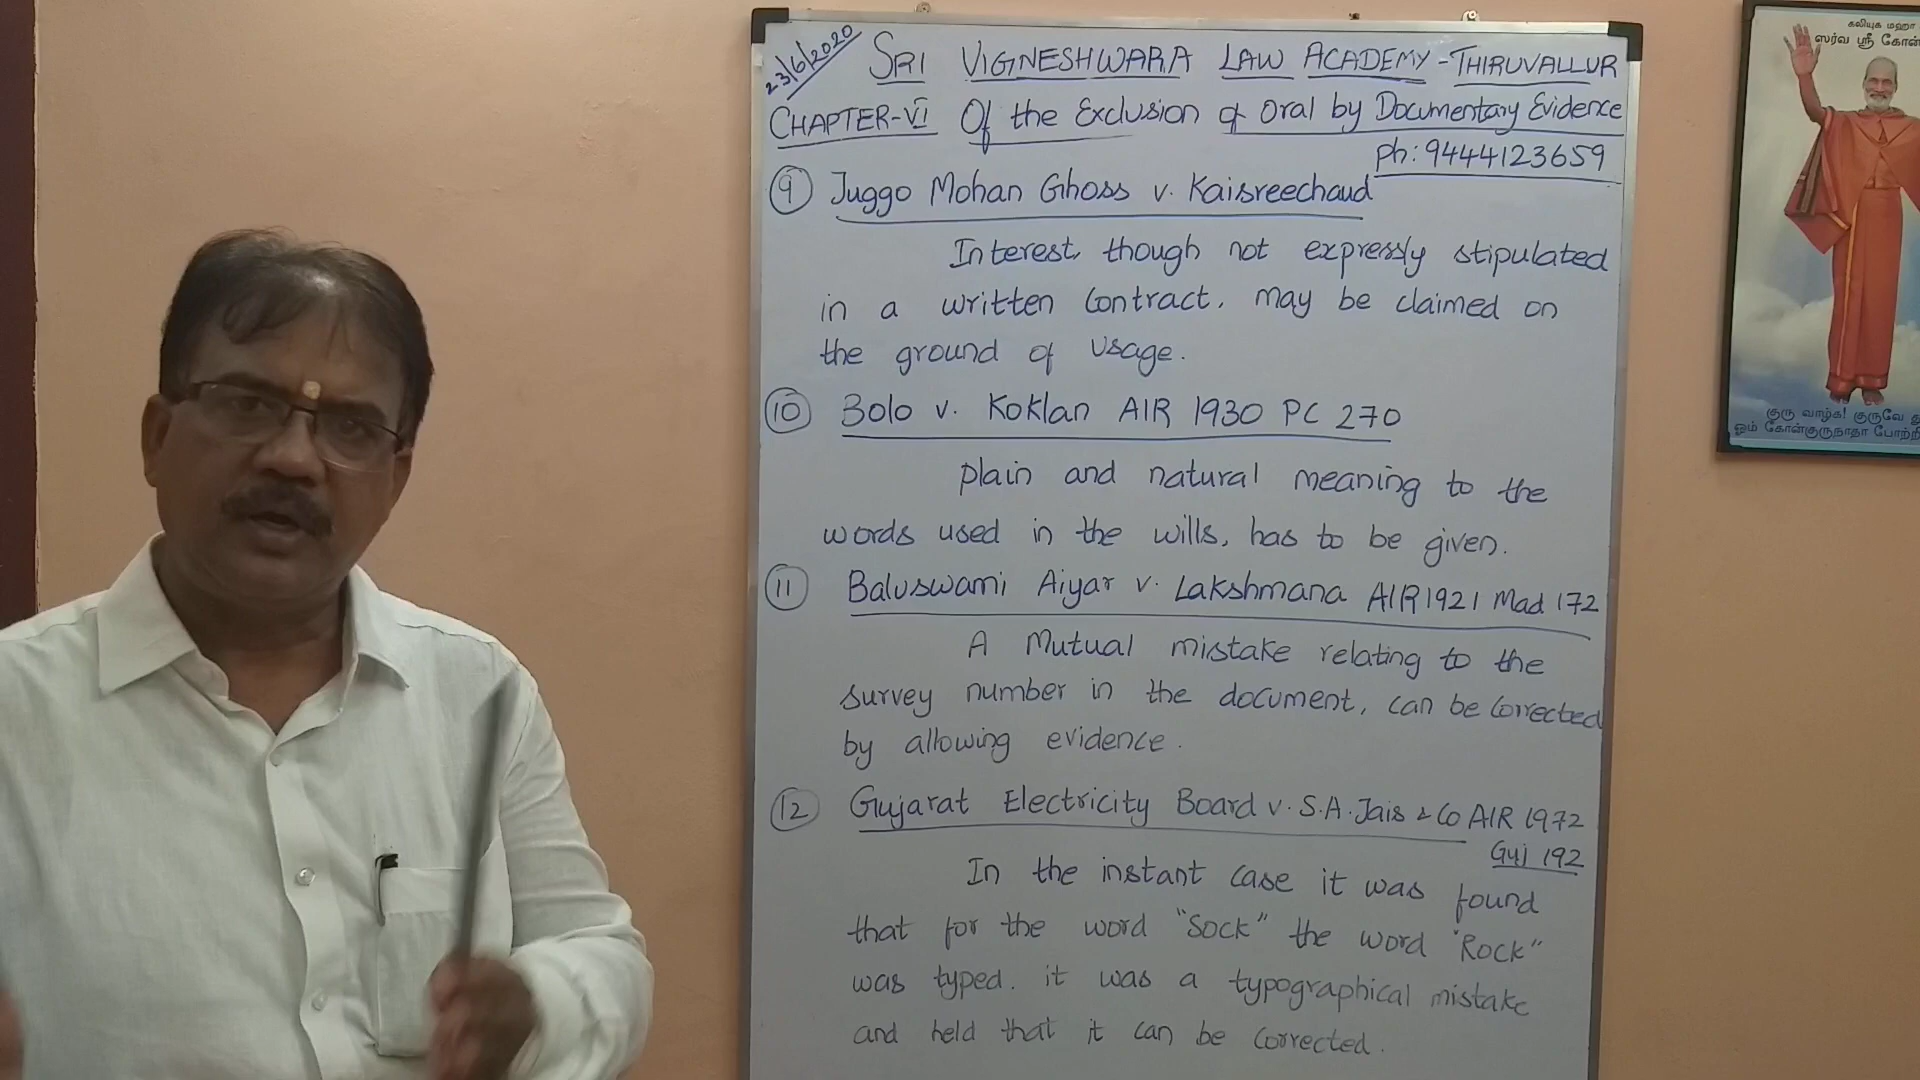 23/6/2020
SRI VIGNESHWARA LAW ACADEMY - THIRUVALLUR
CHAPTER-VI Of the Exclusion of Oral by Documentary Evidence
Ph: 9444123659
9 Juggo Mohan Ghoss v. Kaisreechaud
Interest, though not expressly stipulated
in a written contract, may be claimed on
the ground of usage.
10 Bolo v. Koklan AIR 1930 PC 270
plain and natural meaning to the
words used in the wills, has to be given.
11 Baluswami Aiyar v. Lakshmana AIR 1921 Mad 172
A Mutual mistake relating to the
survey number in the document, can be corrected
by allowing evidence.
12 Gujarat Electricity Board v. S.A. Jais & Co AIR 1972
Guj 192
In the instant case it was found
that for the word "Sock" the word "Rock"
was typed. it was a typographical mistake
and held that it can be corrected.
கலியுக மஹா
ஸர்வ ஸ்ரீ கோன்
குரு வாழ்க! குருவே
ஓம் கோன்குருநாதா போற்றி